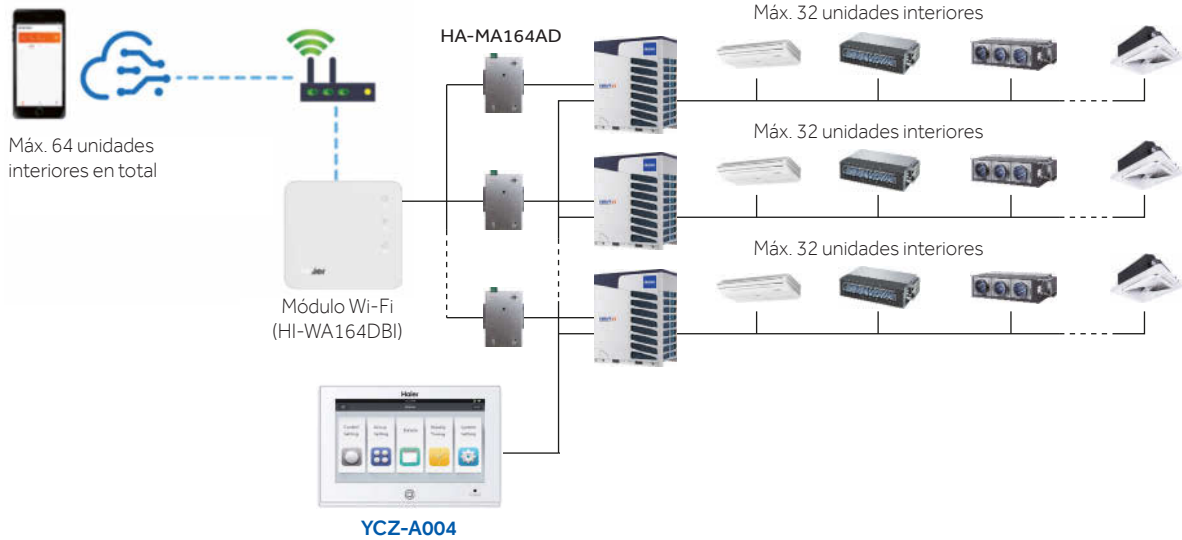 Máx. 32 unidades interiores
HA-MA164AD
Máx. 64 unidades
interiores en total
Máx. 32 unidades interiores
Máx. 32 unidades interiores
Módulo Wi-Fi
(HI-WA164DBI)
Haier
YCZ-A004